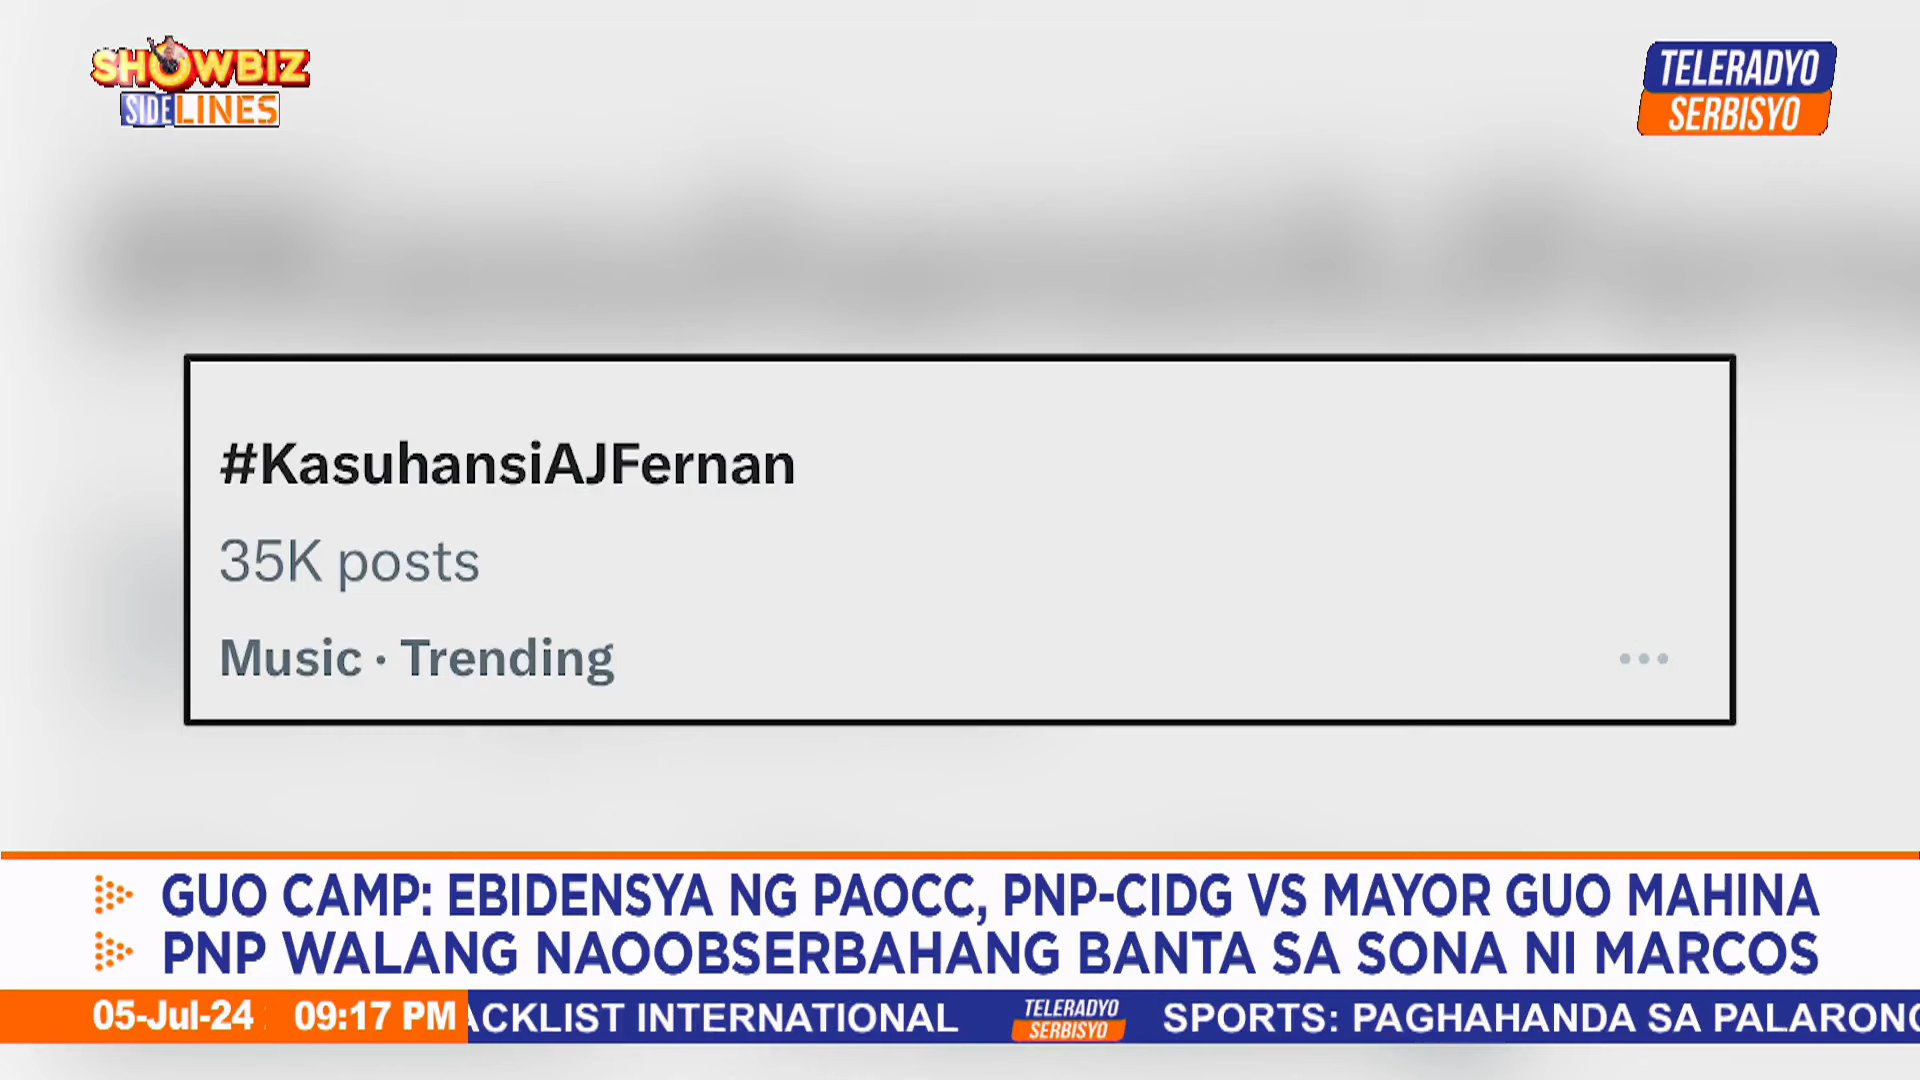 SHOWBIZ
SIDELINES
TELERADYO
SERBISYO
#KasuhansiAJFernan
35K posts
Music · Trending
GUO CAMP: EBIDENSYA NG PAOCC, PNP-CIDG VS MAYOR GUO MAHINA
PNP WALANG NAOOBSERBAHANG BANTA SA SONA NI MARCOS
05-Jul-24 09:17 PM ACKLIST INTERNATIONAL TELERADYO SERBISYO SPORTS: PAGHAHANDA SA PALARONG